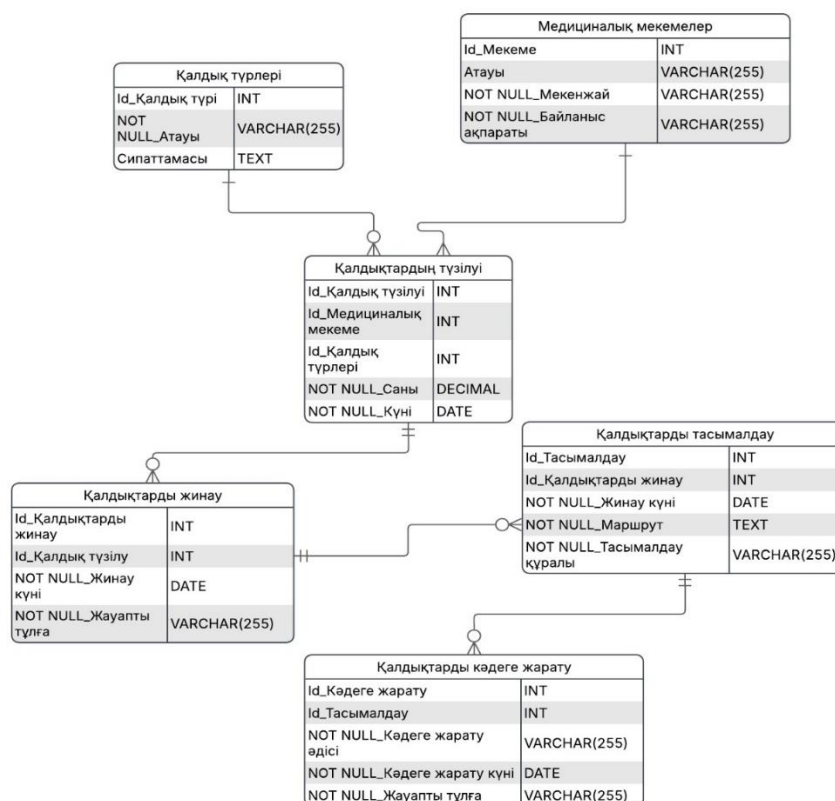 Медициналық мекемелер
Id_Мекеме INT
Атауы VARCHAR(255)
NOT NULL_Мекенжай VARCHAR(255)
NOT NULL_Байланыс
ақпараты VARCHAR(255)
Қалдық түрлері
Id_Қалдық түрі INT
NOT
NULL_Атауы VARCHAR(255)
Сипаттамасы TEXT
Қалдықтардың түзілуі
Id_Қалдық түзілуі INT
Id_Медициналық
мекеме INT
Id_Қалдық
түрлері INT
NOT NULL_Саны DECIMAL
NOT NULL_Күні DATE
Қалдықтарды тасымалдау
Id_Тасымалдау INT
Id_Қалдықтарды жинау INT
NOT NULL_Жинау күні DATE
NOT NULL_Маршрут TEXT
NOT NULL_Тасымалдау
құралы VARCHAR(255)
Қалдықтарды жинау
Id_Қалдықтарды
жинау INT
Id_Қалдық түзілу INT
NOT NULL_Жинау
күні DATE
NOT NULL_Жауапты
тұлға VARCHAR(255)
Қалдықтарды кәдеге жарату
Id_Кәдеге жарату INT
Id_Тасымалдау INT
NOT NULL_Кәдеге жарату
әдісі VARCHAR(255)
NOT NULL_Кәдеге жарату күні DATE
NOT NULL_Жауапты тұлға VARCHAR(255)